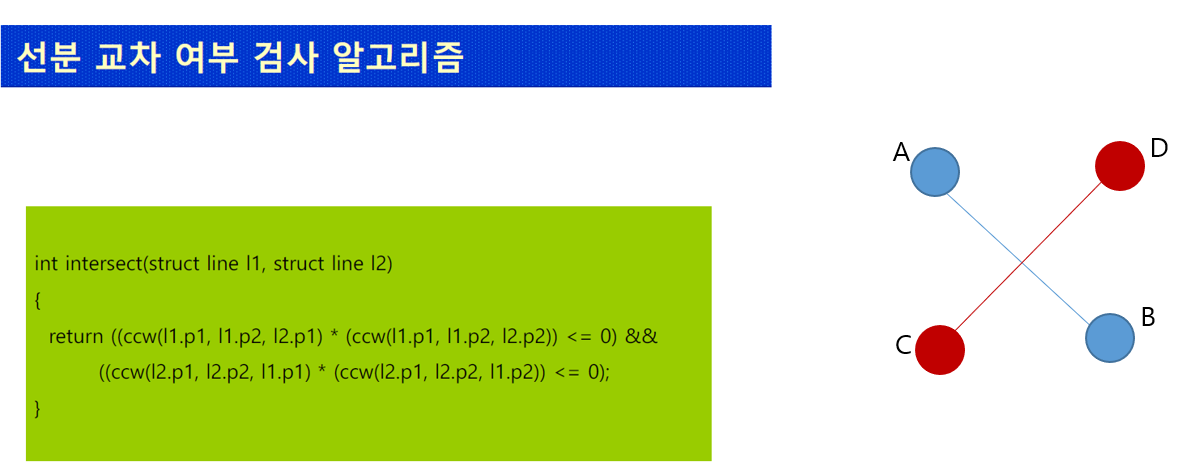 선분 교차 여부 검사 알고리즘
int intersect(struct line l1, struct line l2)
{
return ((ccw(l1.p1, l1.p2, l2.p1) * (ccw(l1.p1, l1.p2, l2.p2)) <= 0) &&
((ccw(l2.p1, l2.p2, l1.p1) * (ccw(l2.p1, l2.p2, l1.p2)) <= 0);
}
A
D
B
C